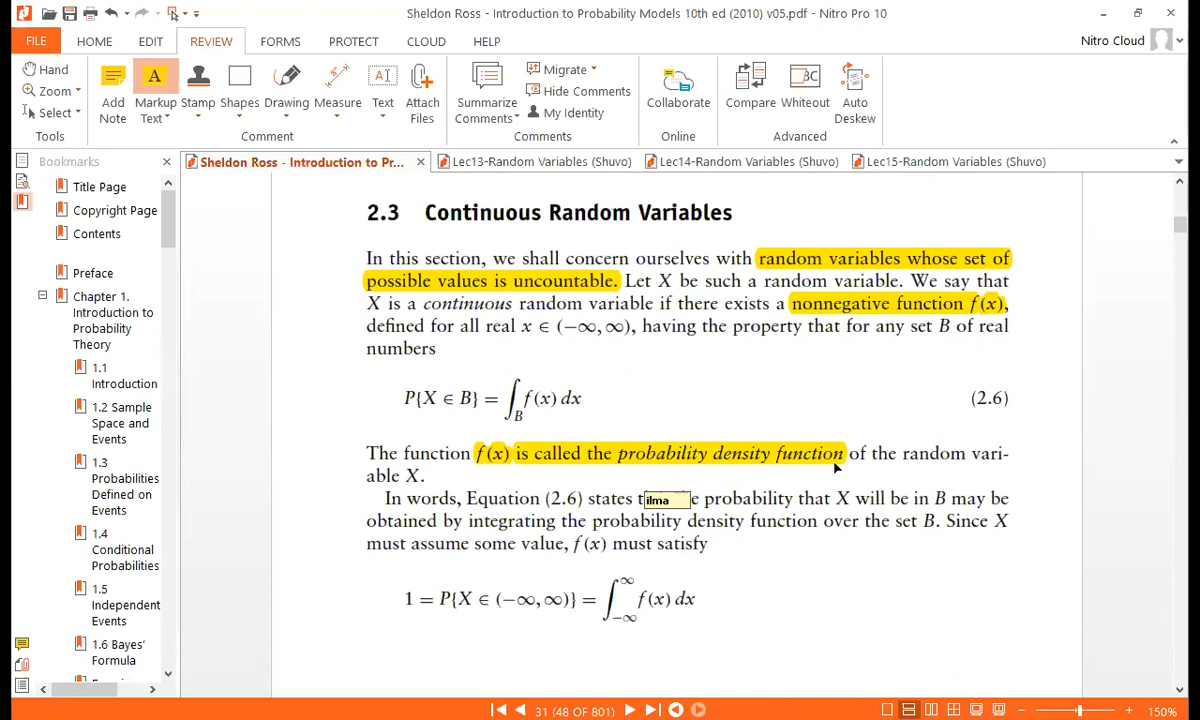 Sheldon Ross - Introduction to Probability Models 10th ed (2010) v05.pdf - Nitro Pro 10
FILE HOME EDIT REVIEW FORMS PROTECT CLOUD HELP Nitro Cloud
Hand
Zoom
Select
Tools
Add Note
Markup Text
Stamp
Shapes
Drawing
Measure
Text
Attach Files
Comment
Summarize Comments
Migrate
Hide Comments
My Identity
Comments
Collaborate
Online
Compare
Whiteout
Auto Deskew
Advanced
Bookmarks
Sheldon Ross - Introduction to Pr...
Lec13-Random Variables (Shuvo)
Lec14-Random Variables (Shuvo)
Lec15-Random Variables (Shuvo)
Title Page
Copyright Page
Contents
Preface
Chapter 1.
Introduction to
Probability
Theory
1.1
Introduction
1.2 Sample
Space and
Events
1.3
Probabilities
Defined on
Events
1.4
Conditional
Probabilities
1.5
Independent
Events
1.6 Bayes'
Formula
2.3 Continuous Random Variables
In this section, we shall concern ourselves with random variables whose set of
possible values is uncountable. Let X be such a random variable. We say that
X is a continuous random variable if there exists a nonnegative function f(x),
defined for all real x ∈ (−∞, ∞), having the property that for any set B of real
numbers
P{X ∈ B} = ∫_B f(x) dx (2.6)
The function f(x) is called the probability density function of the random vari-
able X.
In words, Equation (2.6) states t ilma e probability that X will be in B may be
obtained by integrating the probability density function over the set B. Since X
must assume some value, f(x) must satisfy
1 = P{X ∈ (−∞, ∞)} = ∫_−∞^∞ f(x) dx
31 (48 OF 801)
150%